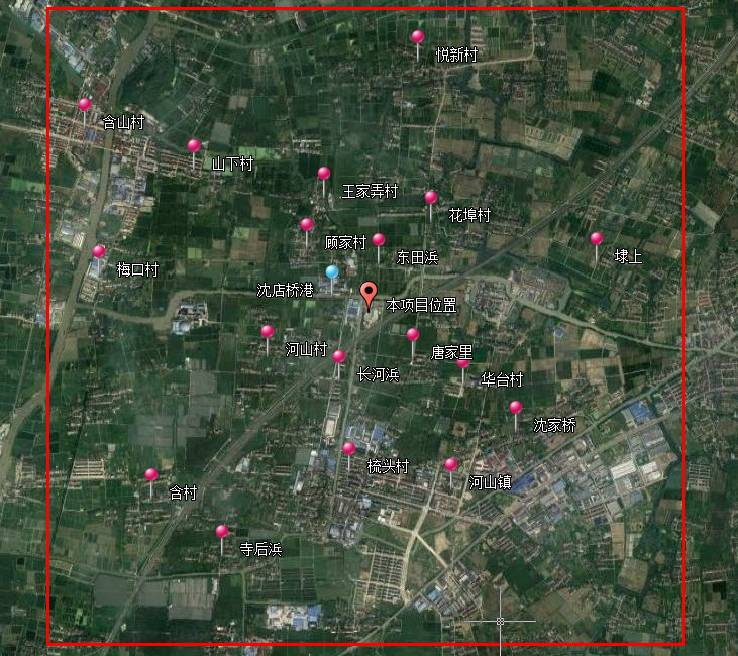 悦新村
含山村
山下村
王家弄村
花埠村
顾家村
东田浜
埭上
梅口村
沈店桥港
本项目位置
河山村
唐家里
长河浜
华台村
沈家桥
梳头村
河山镇
含村
寺后浜